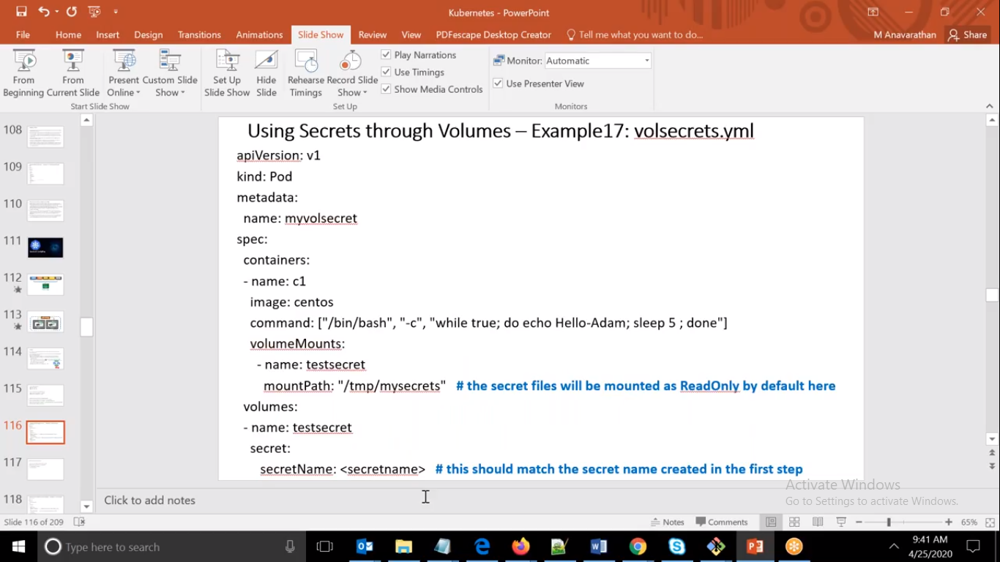 Kubernetes - PowerPoint
File Home Insert Design Transitions Animations Slide Show Review View PDFescape Desktop Creator Tell me what you want to do... M Anavarathan Share
From Beginning
From Current Slide
Present Online
Custom Slide Show
Set Up Slide Show
Hide Slide
Rehearse Timings
Record Slide Show
Play Narrations
Use Timings
Show Media Controls
Monitor: Automatic
Use Presenter View
Start Slide Show
Set Up
Monitors
108
109
110
111
112
113
114
115
116
117
118
Using Secrets through Volumes – Example17: volsecrets.yml
apiVersion: v1
kind: Pod
metadata:
name: myvolsecret
spec:
containers:
- name: c1
image: centos
command: ["/bin/bash", "-c", "while true; do echo Hello-Adam; sleep 5 ; done"]
volumeMounts:
- name: testsecret
mountPath: "/tmp/mysecrets" # the secret files will be mounted as ReadOnly by default here
volumes:
- name: testsecret
secret:
secretName: <secretname> # this should match the secret name created in the first step
Activate Windows
Go to Settings to activate Windows.
Click to add notes
Slide 116 of 209
Notes
Comments
65%
Type here to search
9:41 AM
4/25/2020